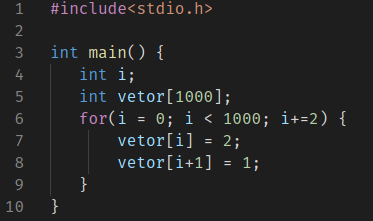 1 #include<stdio.h>
2
3 int main() {
4     int i;
5     int vetor[1000];
6     for(i = 0; i < 1000; i+=2) {
7         vetor[i] = 2;
8         vetor[i+1] = 1;
9     }
10 }